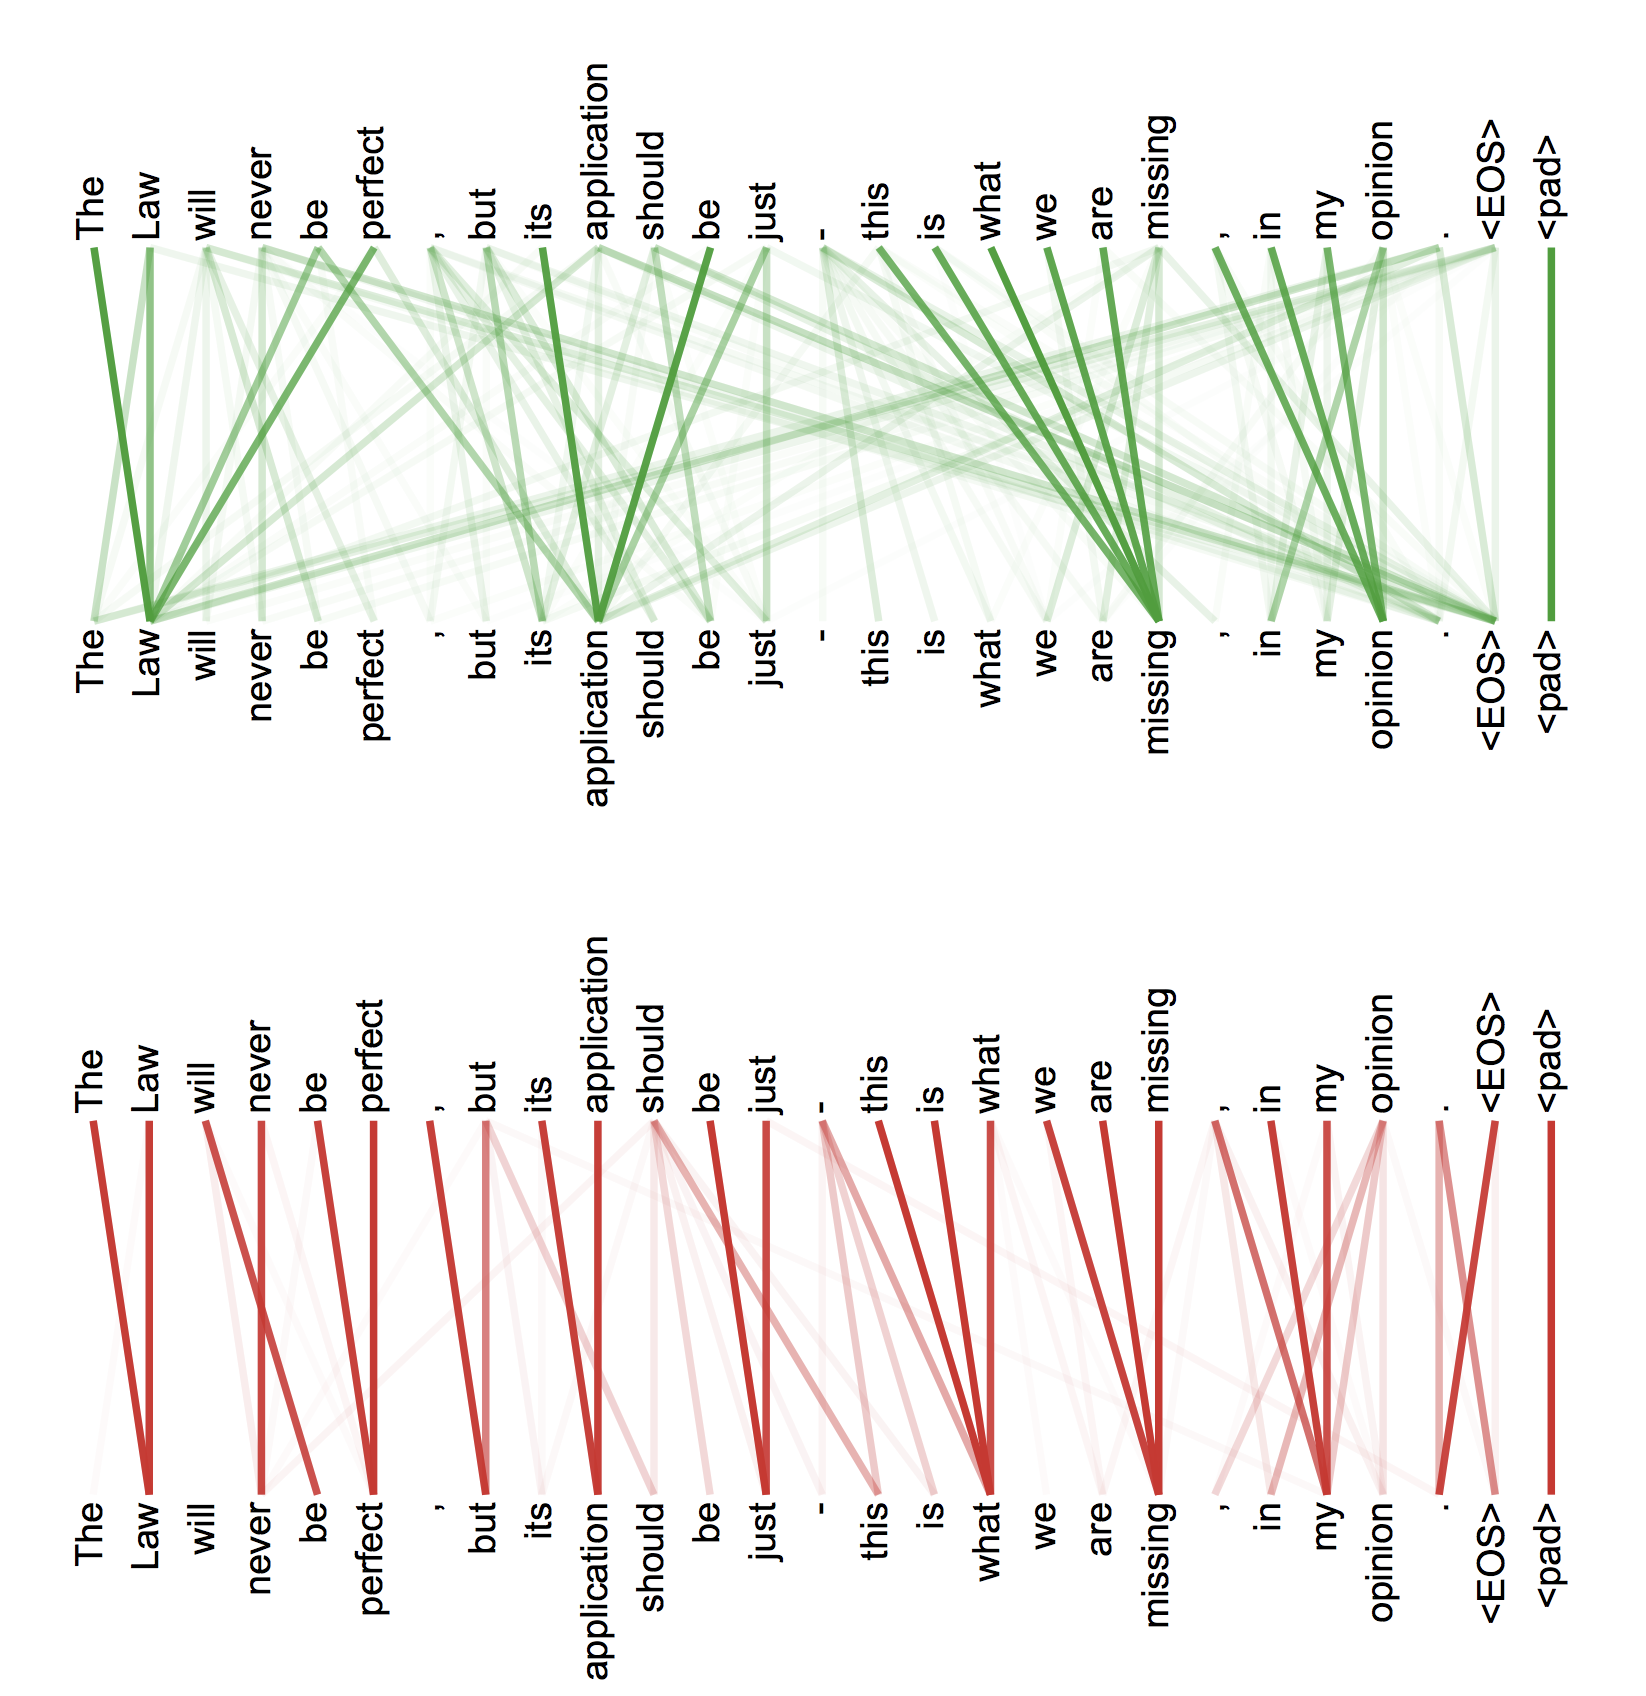 The Law will never be perfect , but its application should be just - this is what we are missing , in my opinion . <EOS> <pad>
The Law will never be perfect , but its application should be just - this is what we are missing , in my opinion . <EOS> <pad>
The Law will never be perfect , but its application should be just - this is what we are missing , in my opinion . <EOS> <pad>
The Law will never be perfect , but its application should be just - this is what we are missing , in my opinion . <EOS> <pad>